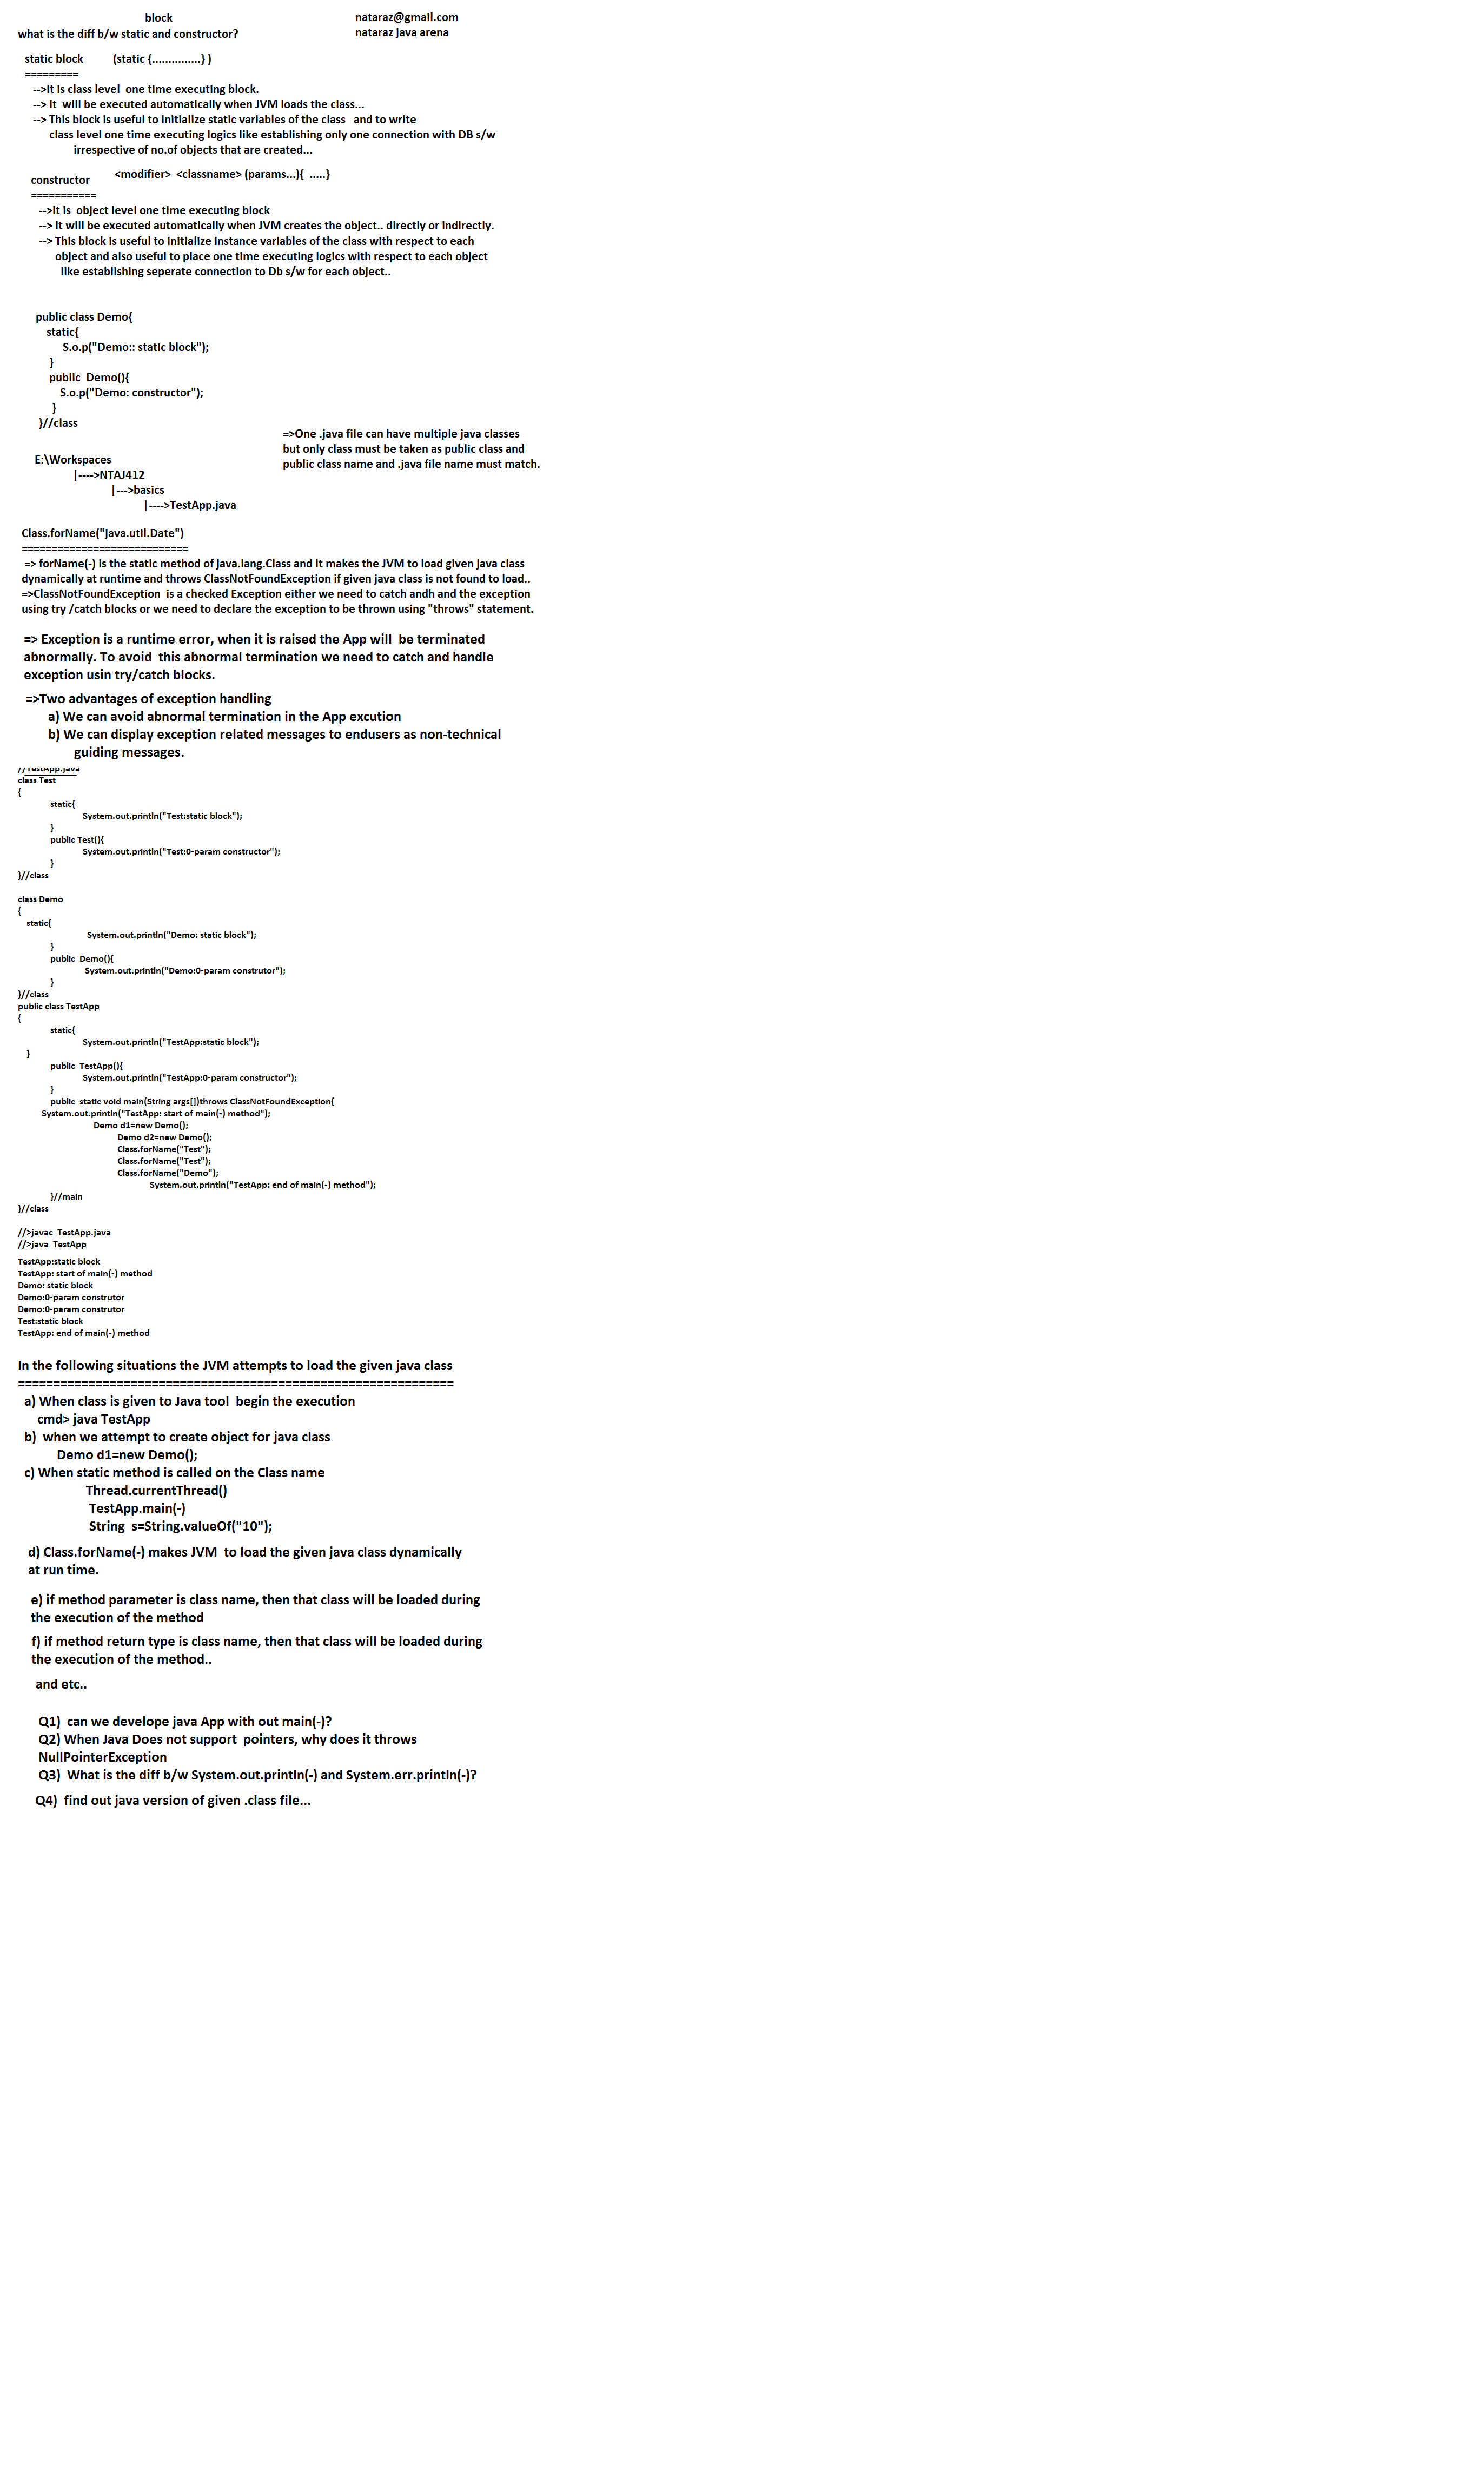 block
what is the diff b/w static and constructor?
nataraz@gmail.com
nataraz java arena
static block (static {...............} )
=========
-->It is class level one time executing block.
--> It will be executed automatically when JVM loads the class...
--> This block is useful to initialize static variables of the class and to write
class level one time executing logics like establishing only one connection with DB s/w
irrespective of no.of objects that are created...
constructor <modifier> <classname> (params...){ .....}
===========
-->It is object level one time executing block
--> It will be executed automatically when JVM creates the object.. directly or indirectly.
--> This block is useful to initialize instance variables of the class with respect to each
object and also useful to place one time executing logics with respect to each object
like establishing seperate connection to Db s/w for each object..
public class Demo{
static{
S.o.p("Demo:: static block");
}
public Demo(){
S.o.p("Demo: constructor");
}
}//class
=>One .java file can have multiple java classes
but only class must be taken as public class and
public class name and .java file name must match.
E:\Workspaces
|---->NTAJ412
|--->basics
|---->TestApp.java
Class.forName("java.util.Date")
============================
=> forName(-) is the static method of java.lang.Class and it makes the JVM to load given java class
dynamically at runtime and throws ClassNotFoundException if given java class is not found to load..
=>ClassNotFoundException is a checked Exception either we need to catch andh and the exception
using try /catch blocks or we need to declare the exception to be thrown using "throws" statement.
=> Exception is a runtime error, when it is raised the App will be terminated
abnormally. To avoid this abnormal termination we need to catch and handle
exception usin try/catch blocks.
=>Two advantages of exception handling
a) We can avoid abnormal termination in the App excution
b) We can display exception related messages to endusers as non-technical
guiding messages.
//TestApp.java
class Test
{
static{
System.out.println("Test:static block");
}
public Test(){
System.out.println("Test:0-param constructor");
}
}//class
class Demo
{
static{
System.out.println("Demo: static block");
}
public Demo(){
System.out.println("Demo:0-param construtor");
}
}//class
public class TestApp
{
static{
System.out.println("TestApp:static block");
}
public TestApp(){
System.out.println("TestApp:0-param constructor");
}
public static void main(String args[])throws ClassNotFoundException{
System.out.println("TestApp: start of main(-) method");
Demo d1=new Demo();
Demo d2=new Demo();
Class.forName("Test");
Class.forName("Test");
Class.forName("Demo");
System.out.println("TestApp: end of main(-) method");
}//main
}//class
//>javac TestApp.java
//>java TestApp
TestApp:static block
TestApp: start of main(-) method
Demo: static block
Demo:0-param construtor
Demo:0-param construtor
Test:static block
TestApp: end of main(-) method
In the following situations the JVM attempts to load the given java class
==============================================================
a) When class is given to Java tool begin the execution
cmd> java TestApp
b) when we attempt to create object for java class
Demo d1=new Demo();
c) When static method is called on the Class name
Thread.currentThread()
TestApp.main(-)
String s=String.valueOf("10");
d) Class.forName(-) makes JVM to load the given java class dynamically
at run time.
e) if method parameter is class name, then that class will be loaded during
the execution of the method
f) if method return type is class name, then that class will be loaded during
the execution of the method..
and etc..
Q1) can we develope java App with out main(-)?
Q2) When Java Does not support pointers, why does it throws
NullPointerException
Q3) What is the diff b/w System.out.println(-) and System.err.println(-)?
Q4) find out java version of given .class file...